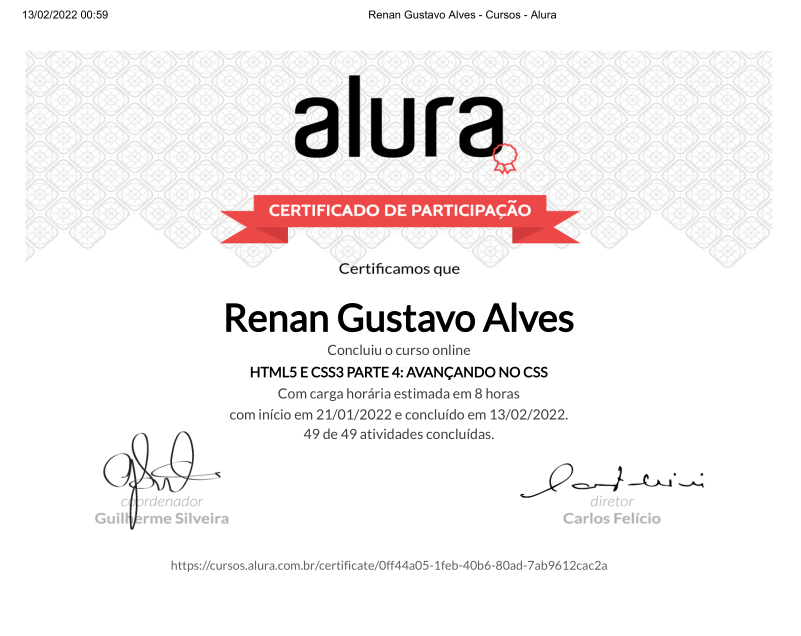 13/02/2022 00:59
Renan Gustavo Alves - Cursos - Alura
alura
CERTIFICADO DE PARTICIPAÇÃO
Certificamos que
Renan Gustavo Alves
Concluiu o curso online
HTML5 E CSS3 PARTE 4: AVANÇANDO NO CSS
Com carga horária estimada em 8 horas
com início em 21/01/2022 e concluído em 13/02/2022.
49 de 49 atividades concluídas.
coordenador
Guilherme Silveira
diretor
Carlos Felício
https://cursos.alura.com.br/certificate/0ff44a05-1feb-40b6-80ad-7ab9612cac2a